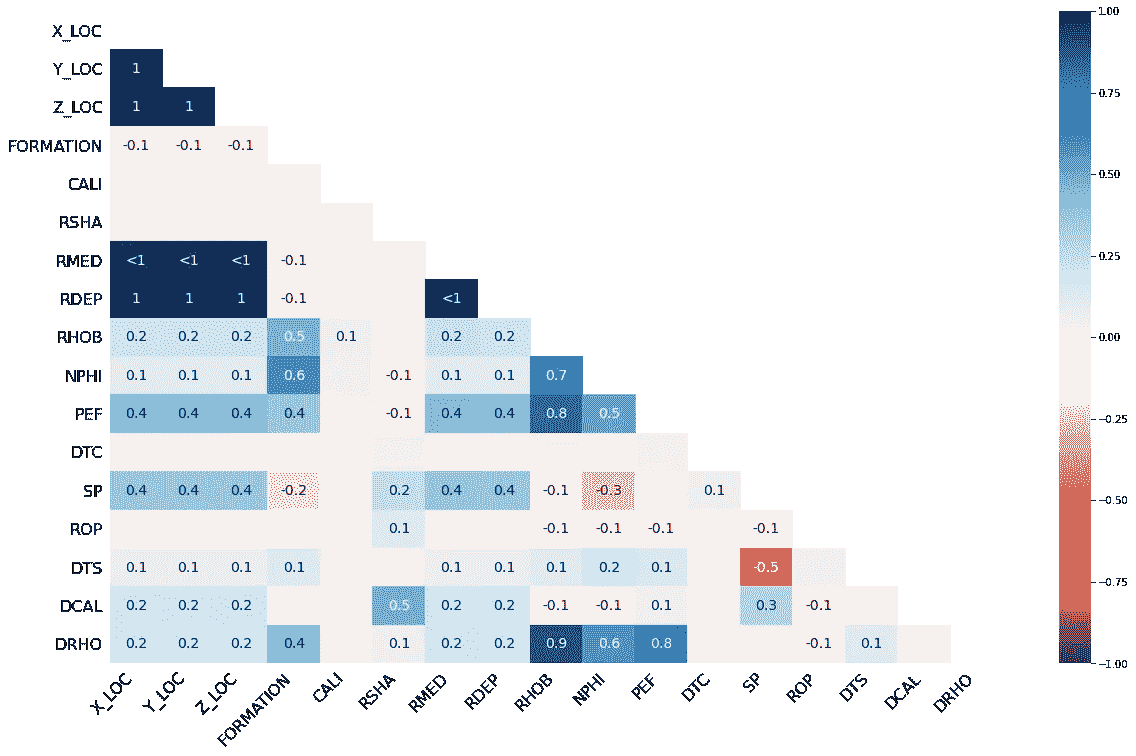 X_LOC
Y_LOC 1
Z_LOC 1 1
FORMATION -0.1 -0.1 -0.1
CALI
RSHA
RMED <1 <1 <1 -0.1
RDEP 1 1 1 -0.1 <1
RHOB 0.2 0.2 0.2 0.5 0.1 0.2 0.2
NPHI 0.1 0.1 0.1 0.6 -0.1 0.1 0.1 0.7
PEF 0.4 0.4 0.4 0.4 -0.1 0.4 0.4 0.8 0.5
DTC
SP 0.4 0.4 0.4 -0.2 0.2 0.4 0.4 -0.1 -0.3 0.1
ROP 0.1 -0.1 -0.1 -0.1 -0.1
DTS 0.1 0.1 0.1 0.1 0.1 0.1 0.1 0.2 0.1 -0.5
DCAL 0.2 0.2 0.2 0.5 0.2 0.2 -0.1 -0.1 0.1 0.3 -0.1
DRHO 0.2 0.2 0.2 0.4 0.1 0.2 0.2 0.9 0.6 0.8 -0.1 0.1
X_LOC Y_LOC Z_LOC FORMATION CALI RSHA RMED RDEP RHOB NPHI PEF DTC SP ROP DTS DCAL DRHO
1.00
0.75
0.50
0.25
0.00
-0.25
-0.50
-0.75
-1.00